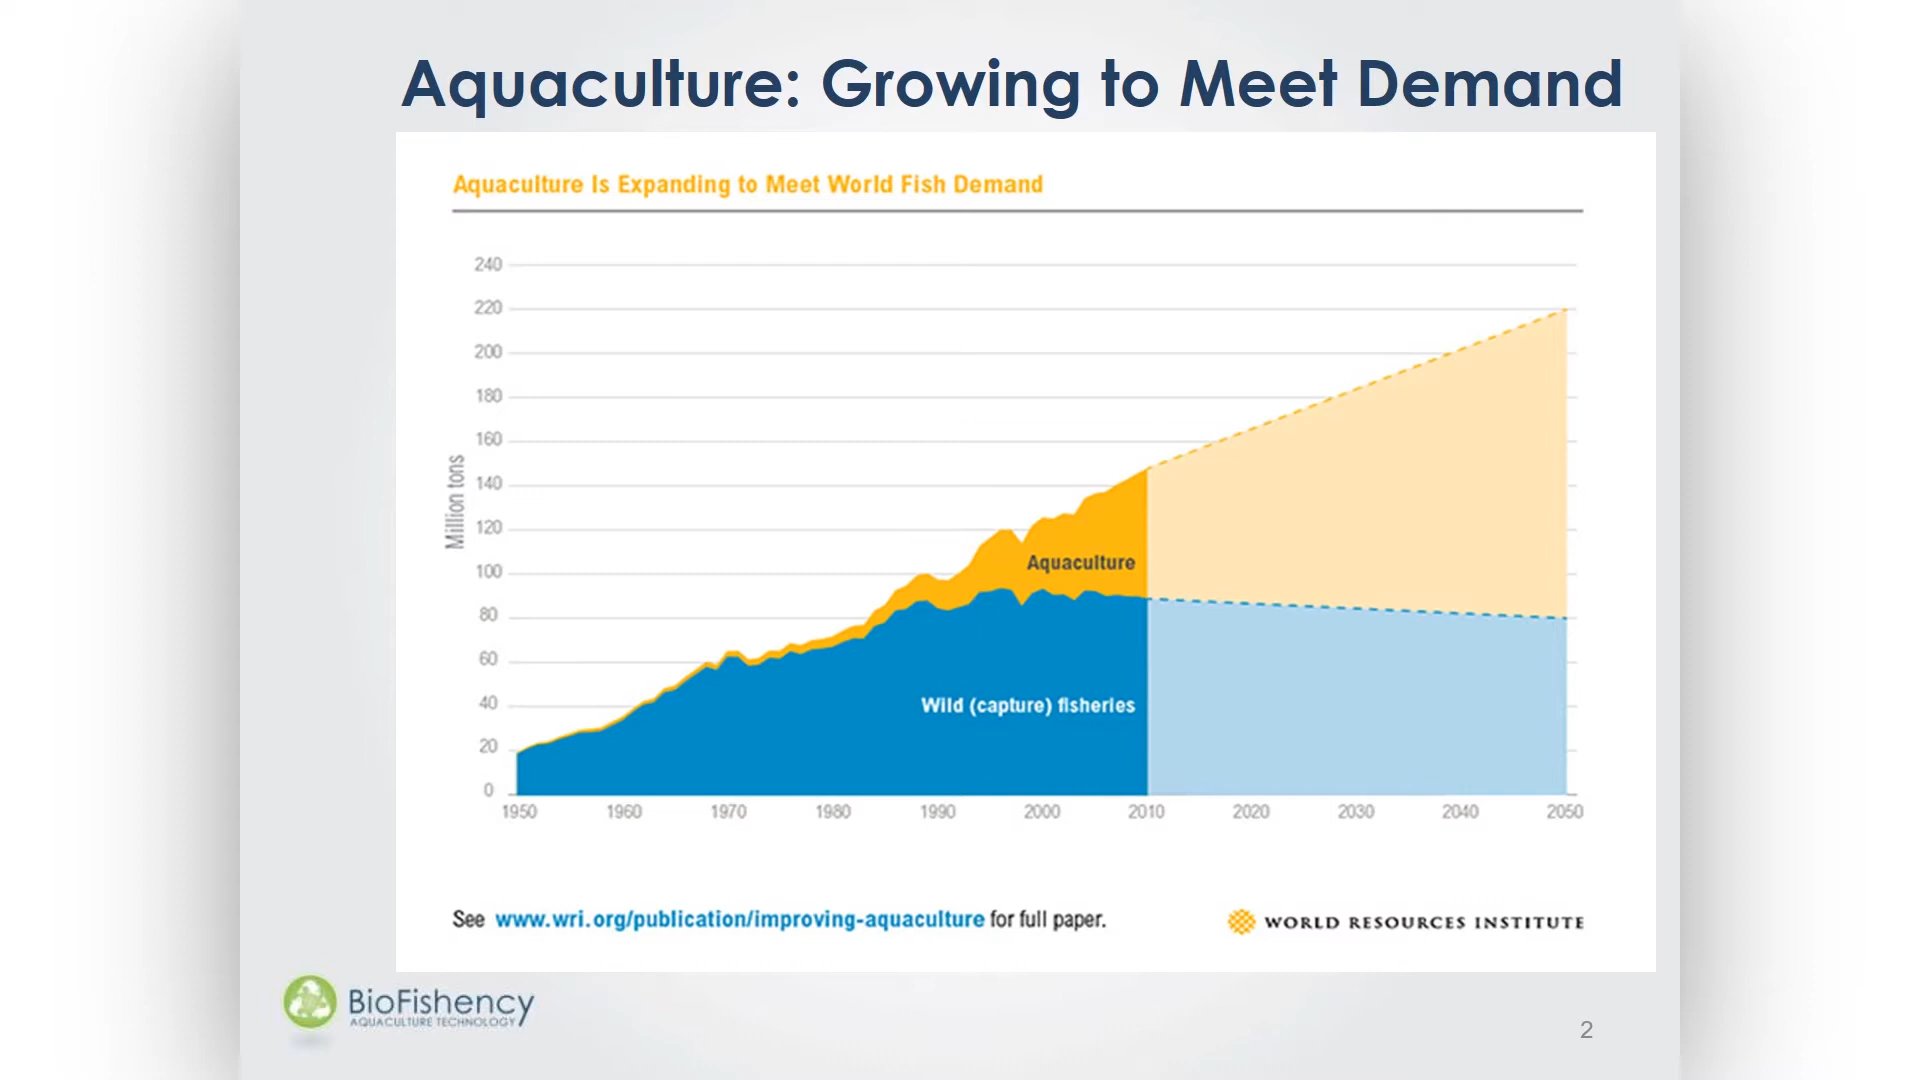 Aquaculture: Growing to Meet Demand
Aquaculture Is Expanding to Meet World Fish Demand
240
220
200
180
160
140
120
100
80
60
40
20
0
Million tons
Aquaculture
Wild (capture) fisheries
1950 1960 1970 1980 1990 2000 2010 2020 2030 2040 2050
See www.wri.org/publication/improving-aquaculture for full paper.
WORLD RESOURCES INSTITUTE
BioFishency
AQUACULTURE TECHNOLOGY
2